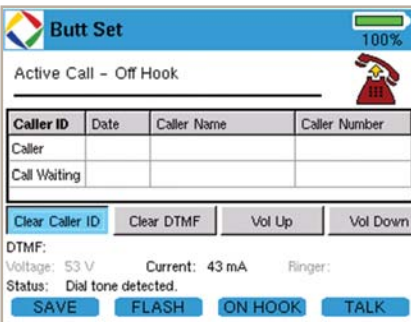 Butt Set
100%
Active Call - Off Hook
Caller ID Date Caller Name Caller Number
Caller
Call Waiting
Clear Caller ID Clear DTMF Vol Up Vol Down
DTMF:
Voltage: 53 V Current: 43 mA Ringer:
Status: Dial tone detected.
SAVE FLASH ON HOOK TALK